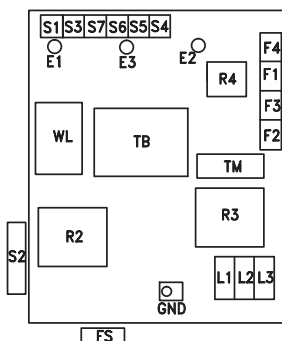 S1 S3 S7 S6 S5 S4
E1 E3 E2
F4
F1
F3
F2
R4
WL TB
TM
R2 R3
S2
L1 L2 L3
GND
FS